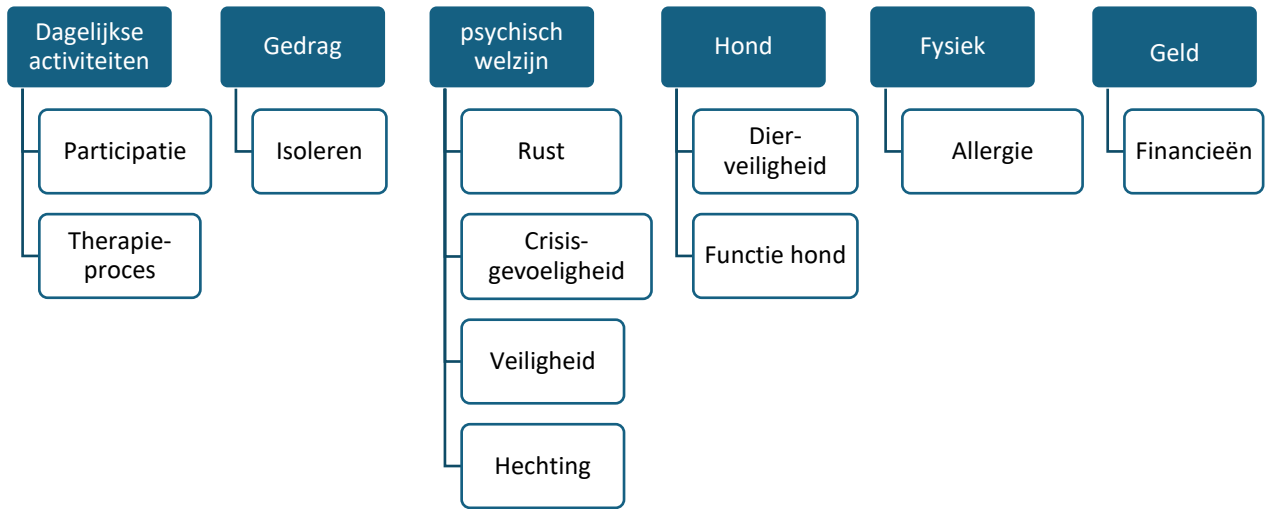 Dagelijkse
activiteiten
Participatie
Therapie-
proces
Gedrag
Isoleren
psychisch
welzijn
Rust
Crisis-
gevoeligheid
Veiligheid
Hechting
Hond
Dier-
veiligheid
Functie hond
Fysiek
Allergie
Geld
Financieën